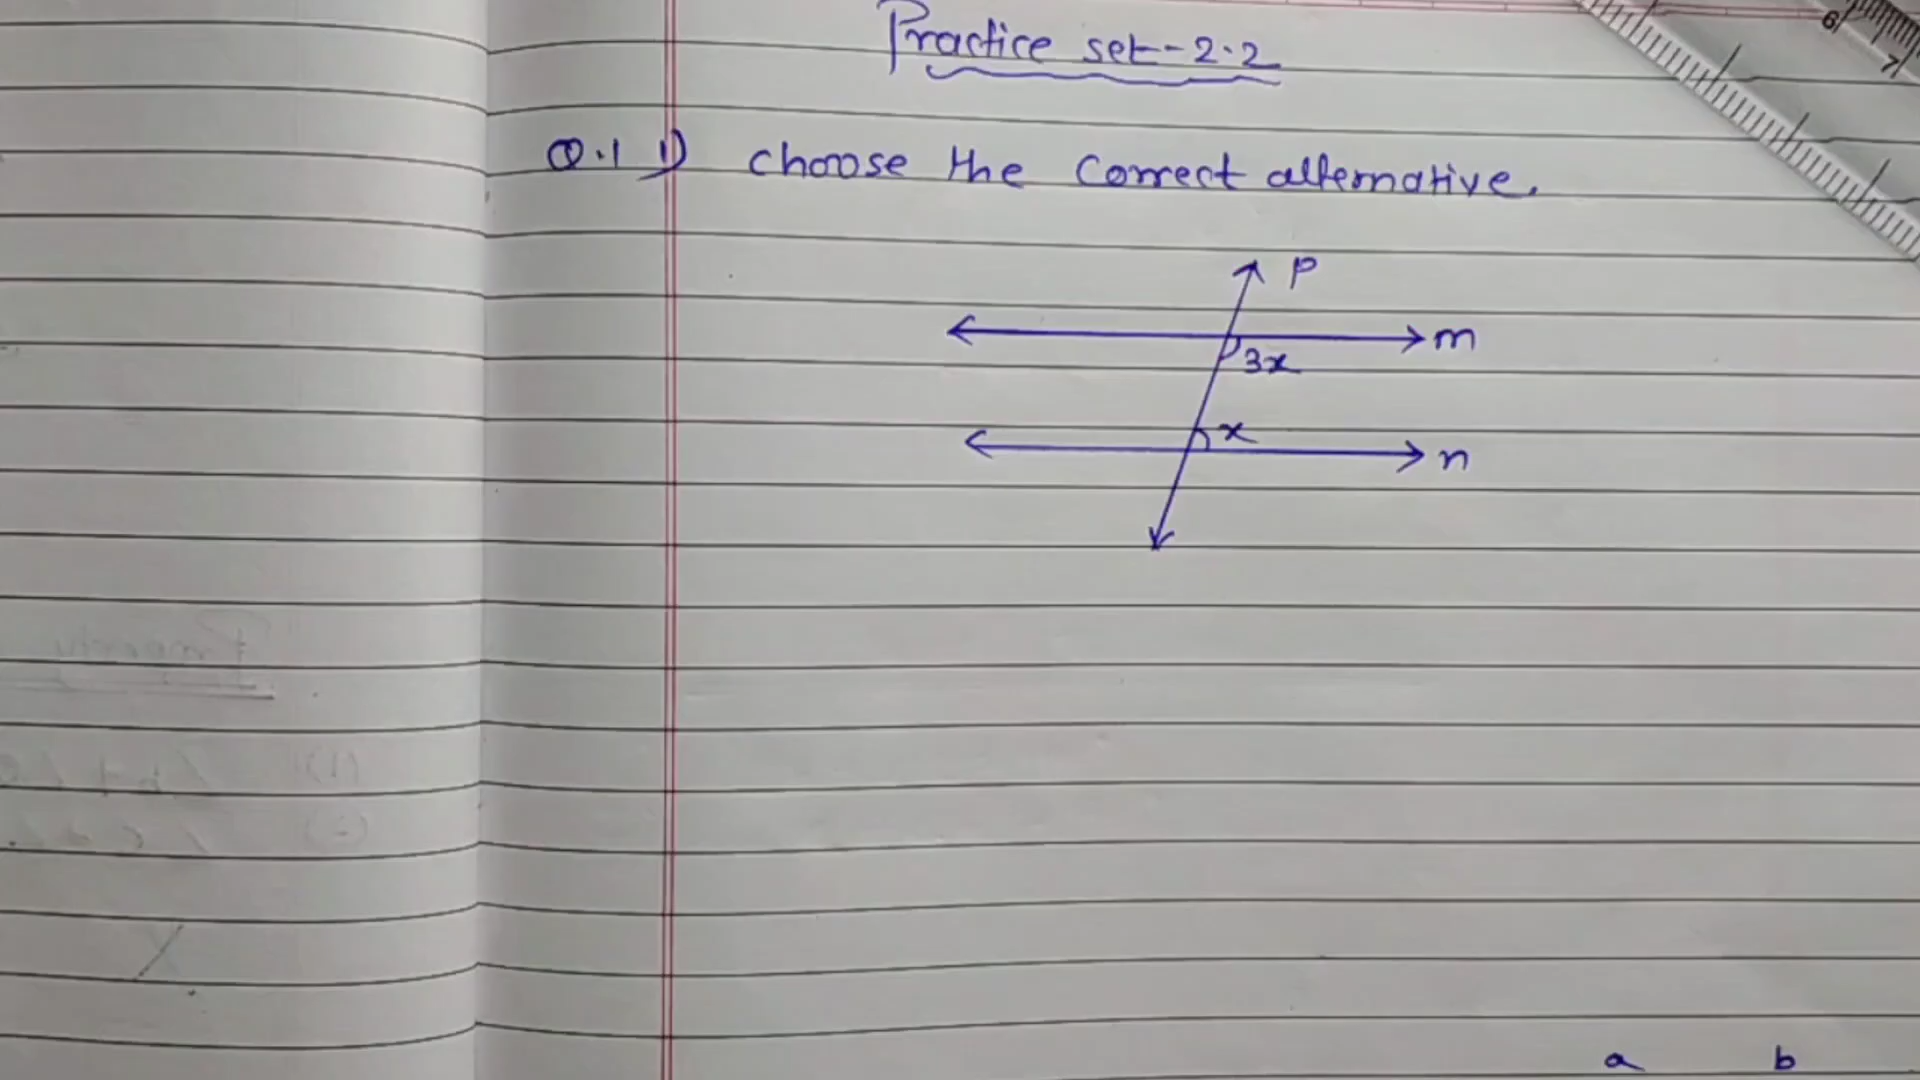 Practice set-2.2
Q.1 1) choose the correct alternative.
p
m
3x
x
n
a b